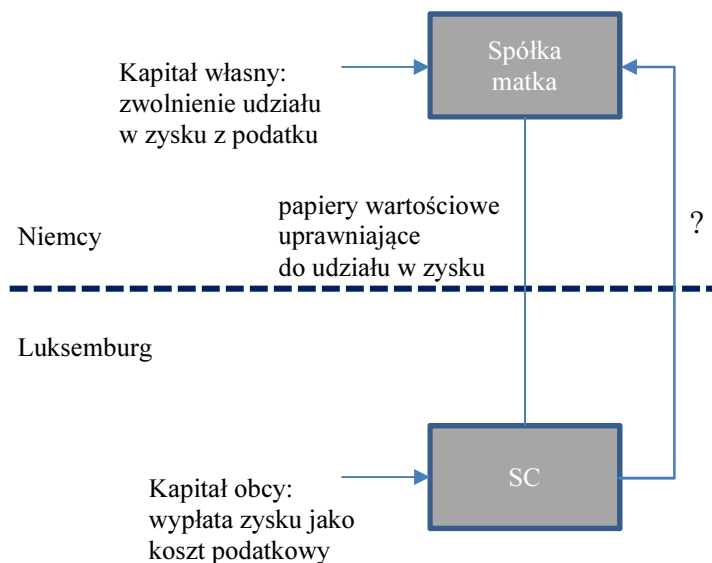 Spółka
matka
Kapitał własny:
zwolnienie udziału
w zysku z podatku
papiery wartościowe
uprawniające
do udziału w zysku
?
Niemcy
Luksemburg
SC
Kapitał obcy:
wypłata zysku jako
koszt podatkowy